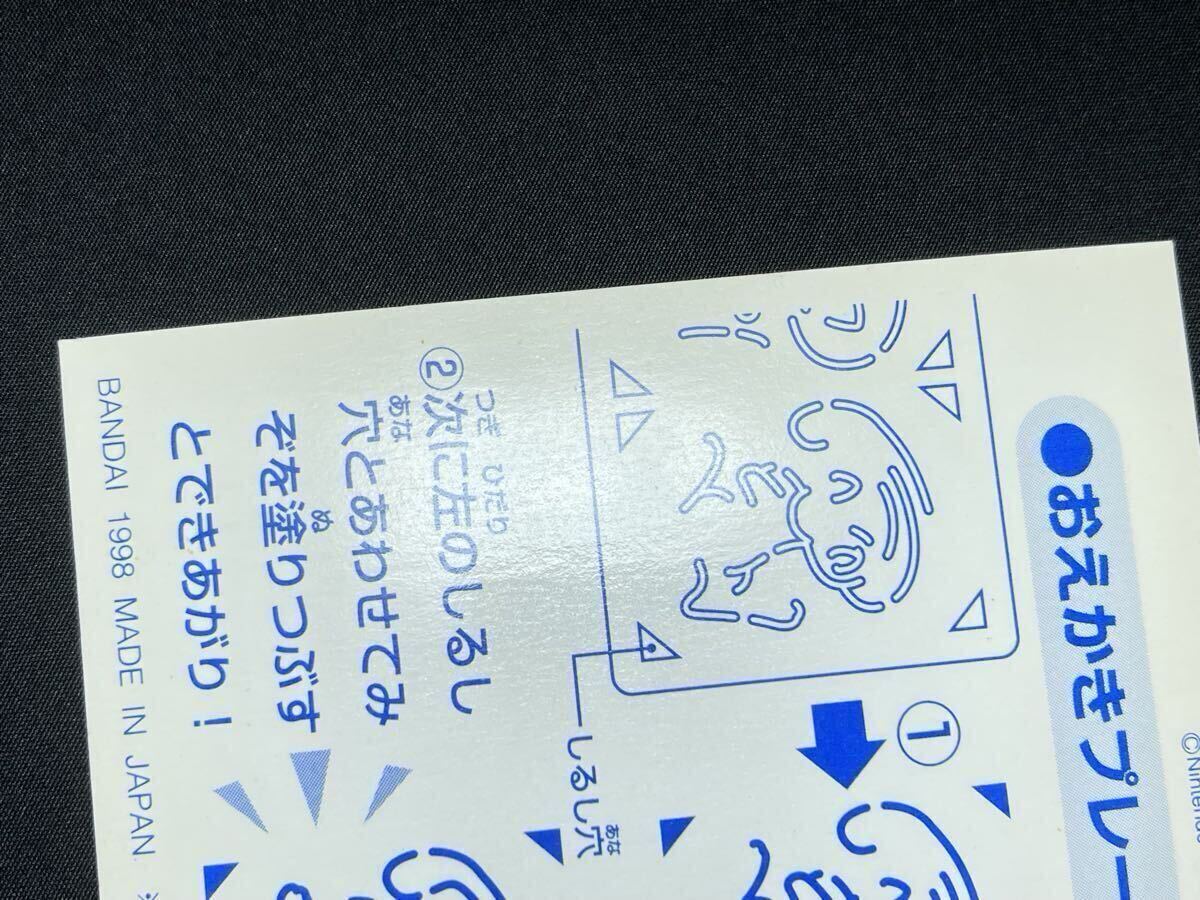 ●おえかきプレー
©Ninten
①
しるし穴
あな
②次に左のしるし
つぎ ひだり
穴とあわせてみ
あな
ぞを塗りつぶす
ぬ
とできあがり！
BANDAI 1998 MADE IN JAPAN